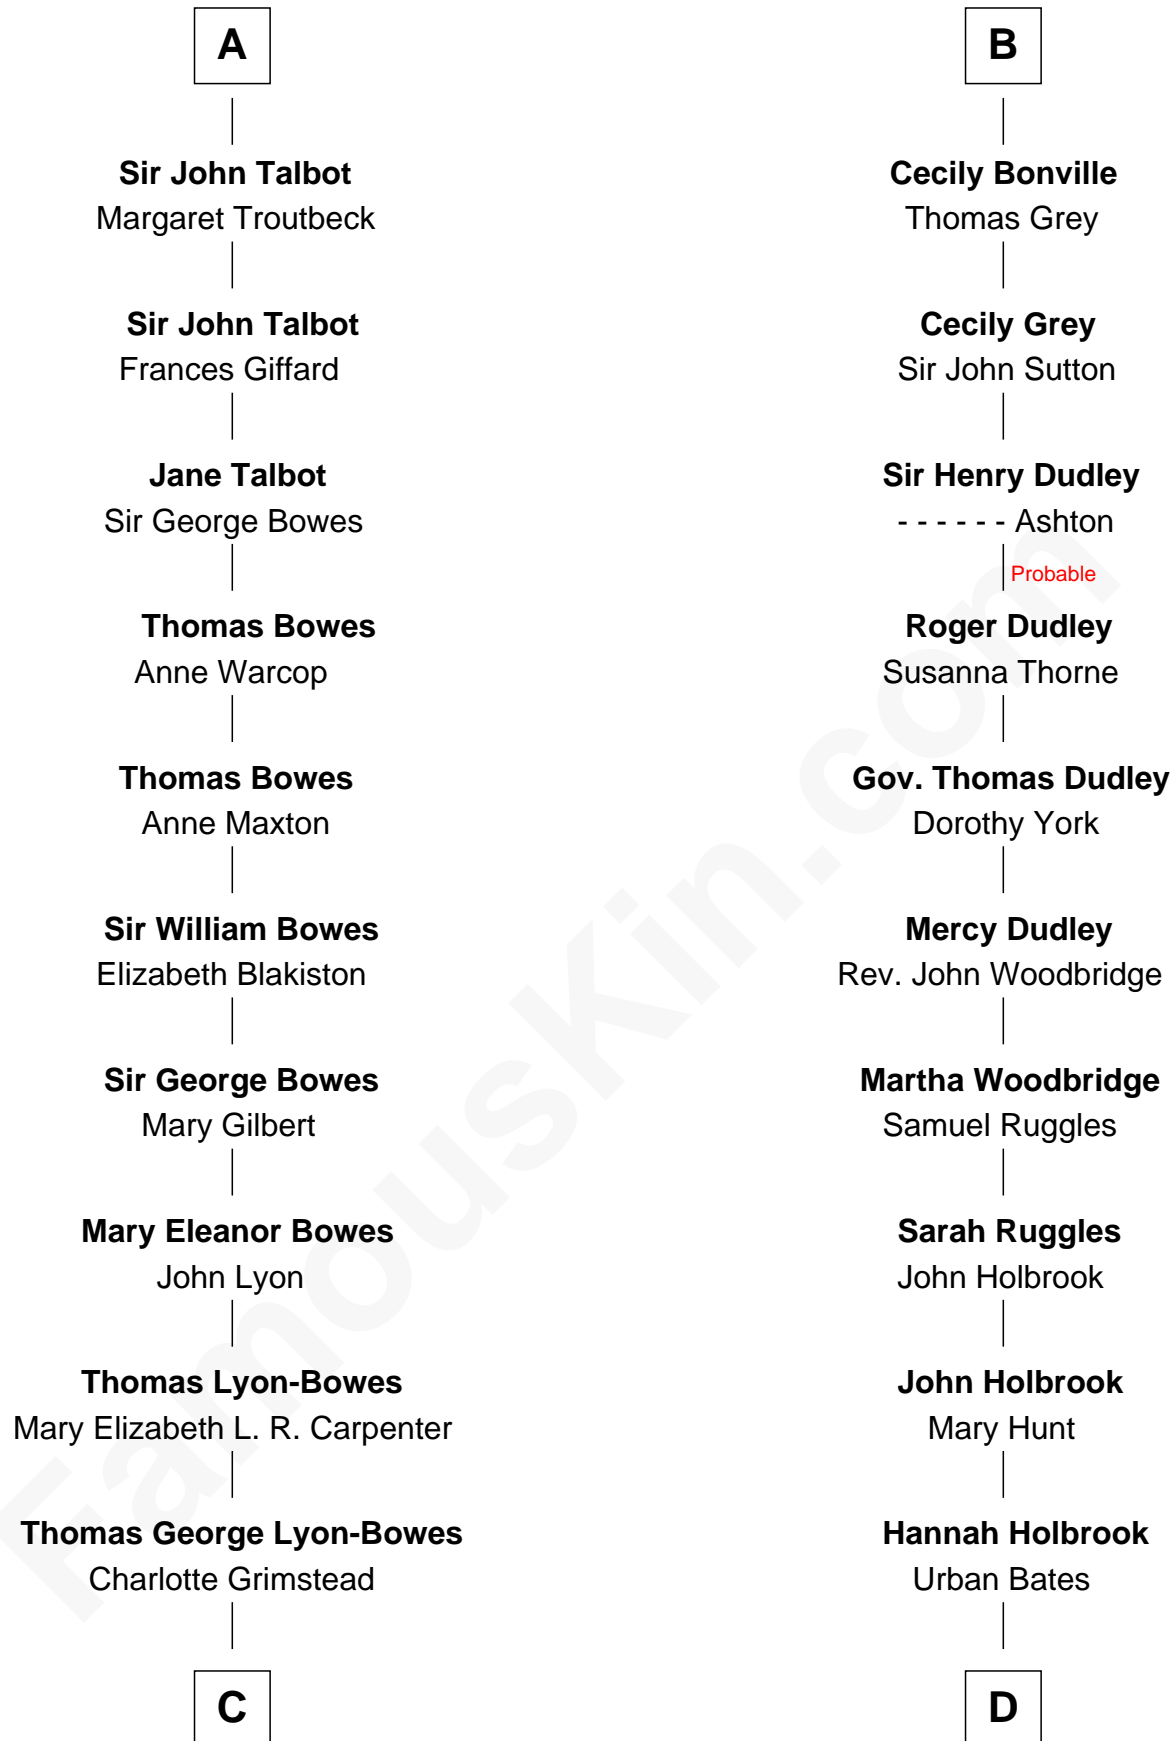 A
Sir John Talbot
Margaret Troutbeck
Sir John Talbot
Frances Giffard
Jane Talbot
Sir George Bowes
Thomas Bowes
Anne Warcop
Thomas Bowes
Anne Maxton
Sir William Bowes
Elizabeth Blakiston
Sir George Bowes
Mary Gilbert
Mary Eleanor Bowes
John Lyon
Thomas Lyon-Bowes
Mary Elizabeth L. R. Carpenter
Thomas George Lyon-Bowes
Charlotte Grimstead
C
B
Cecily Bonville
Thomas Grey
Cecily Grey
Sir John Sutton
Sir Henry Dudley
- - - - - - Ashton
Probable
Roger Dudley
Susanna Thorne
Gov. Thomas Dudley
Dorothy York
Mercy Dudley
Rev. John Woodbridge
Martha Woodbridge
Samuel Ruggles
Sarah Ruggles
John Holbrook
John Holbrook
Mary Hunt
Hannah Holbrook
Urban Bates
D
FamousKin.com